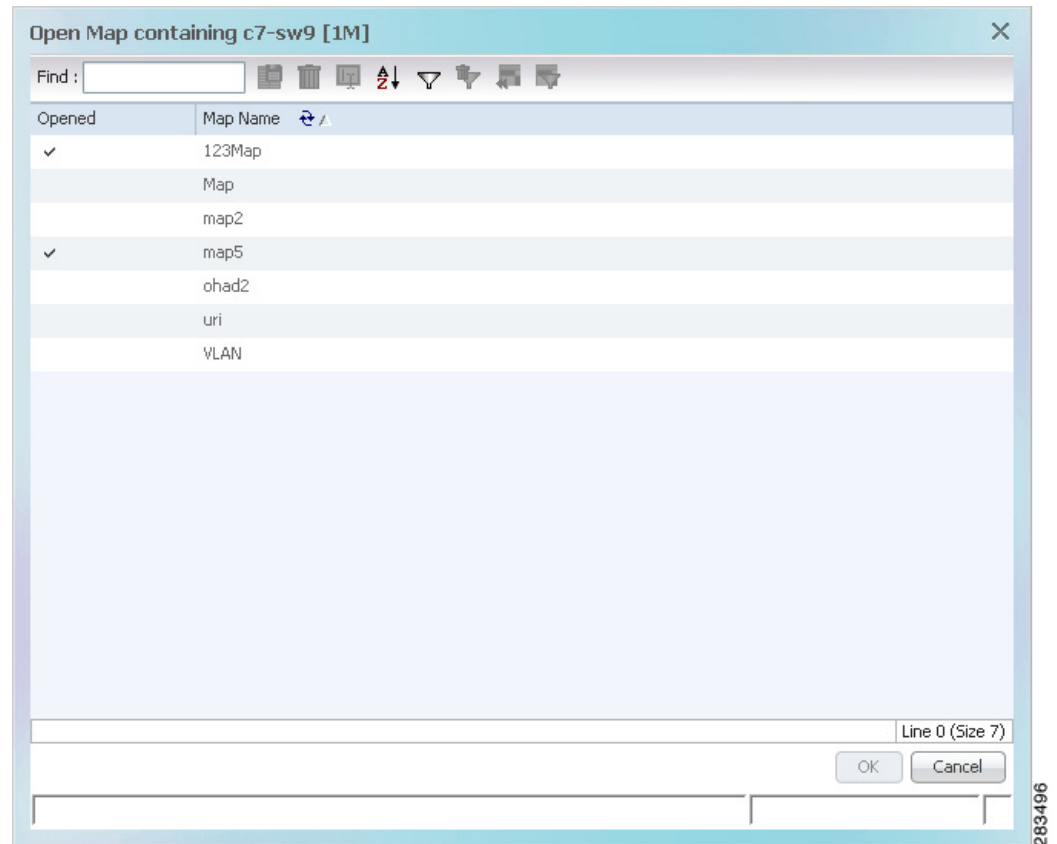 Open Map containing c7-sw9 [1M]
Find :
Opened Map Name
✓ 123Map
Map
map2
✓ map5
ohad2
uri
VLAN
Line 0 (Size 7)
OK Cancel
283496